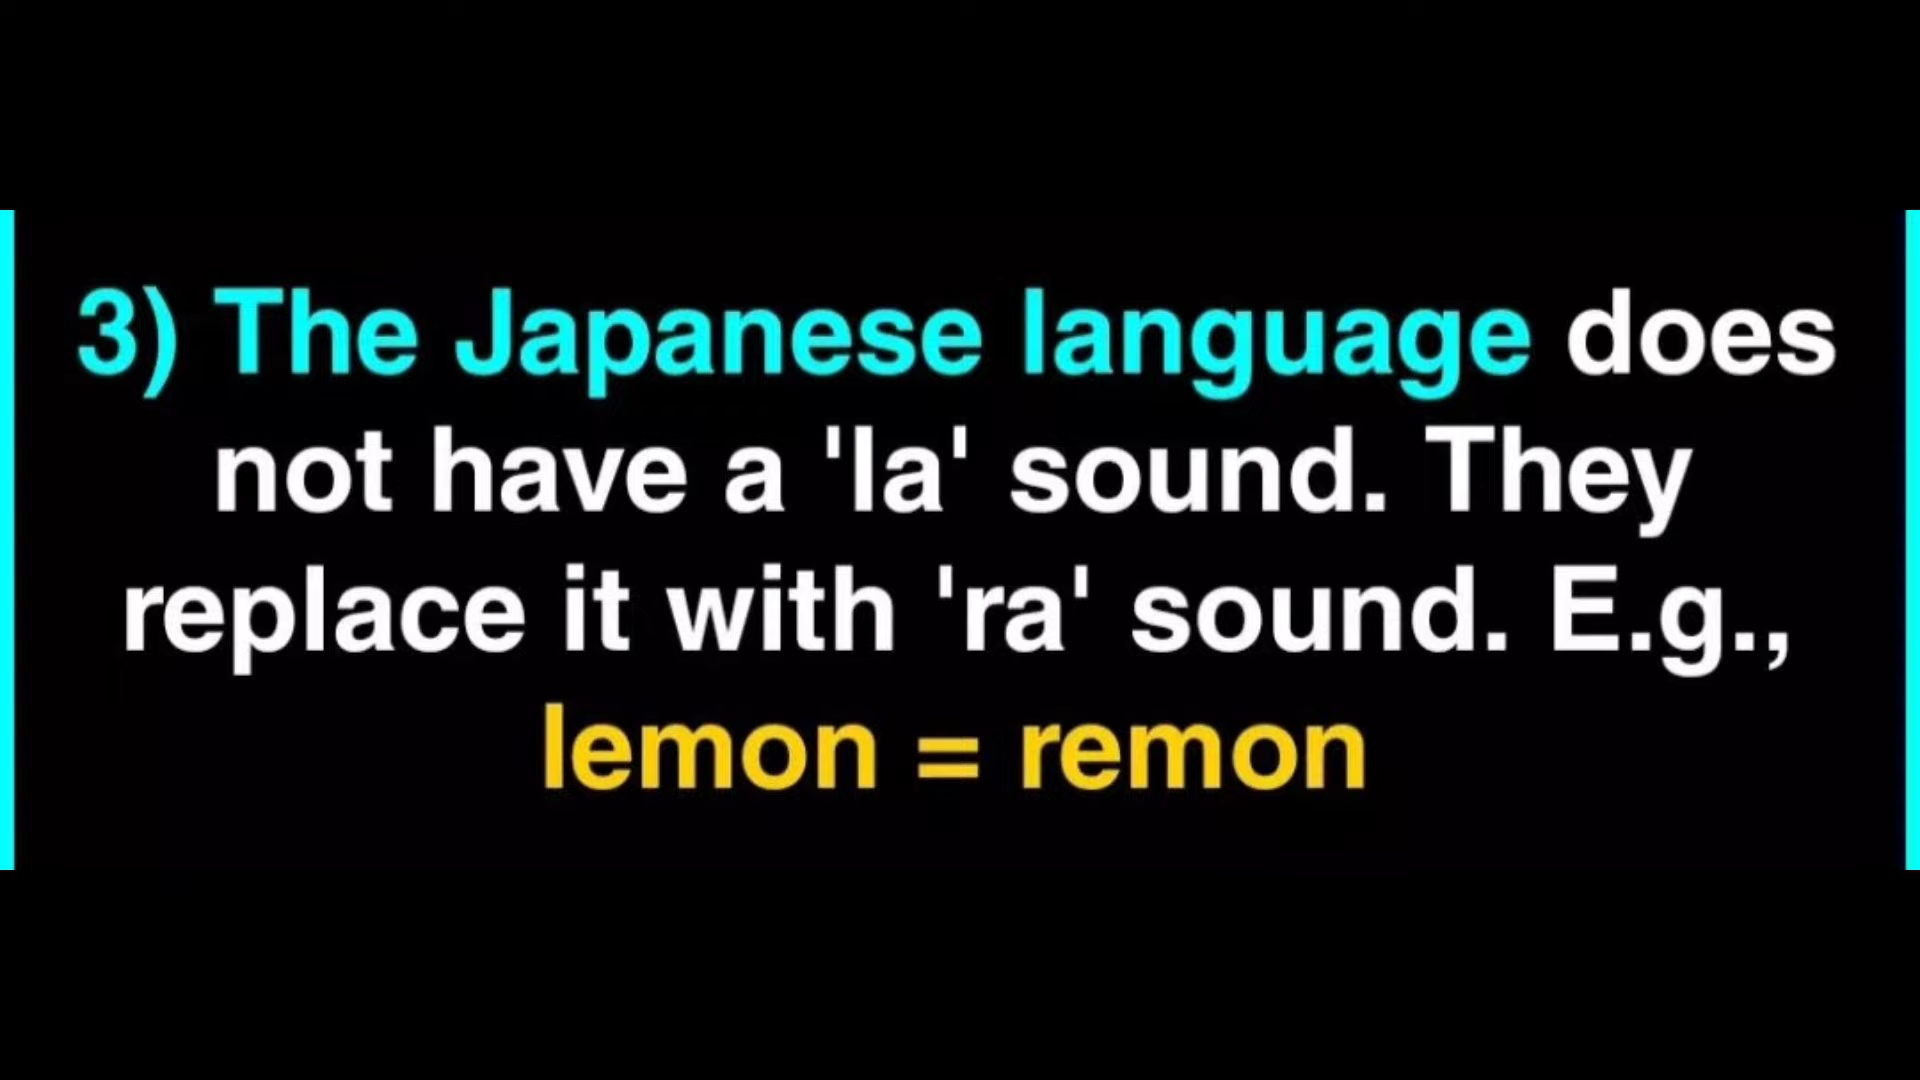 3) The Japanese language does
not have a 'la' sound. They
replace it with 'ra' sound. E.g.,
lemon = remon